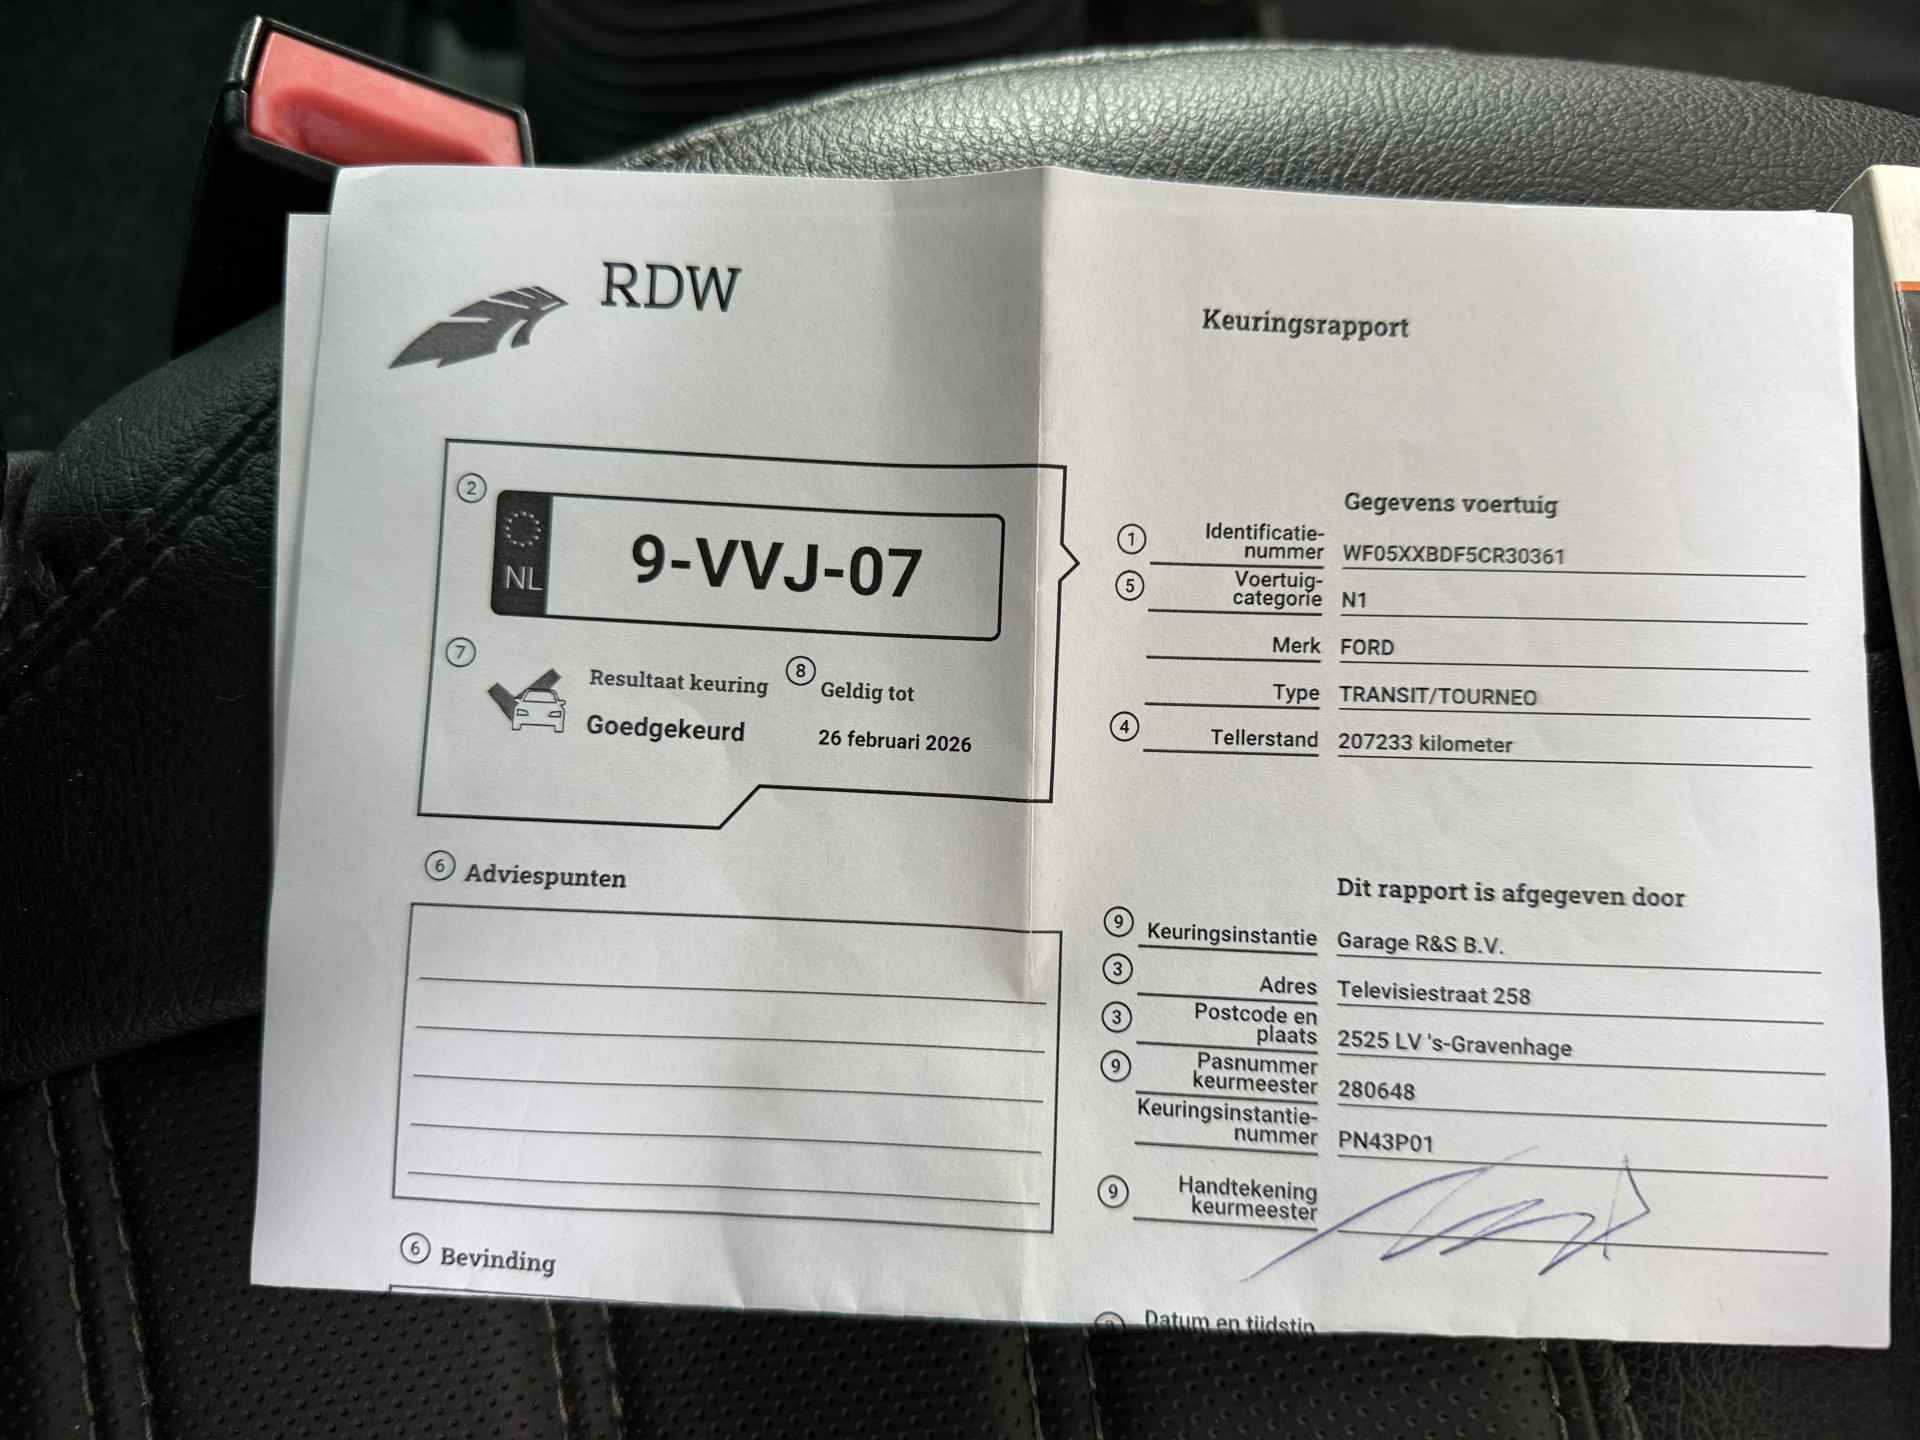 RDW
Keuringsrapport
2
NL
9-VVJ-07
7
Resultaat keuring
Goedgekeurd
8
Geldig tot
26 februari 2026
Gegevens voertuig
1 Identificatie-
nummer WF05XXBDF5CR30361
5 Voertuig-
categorie N1
Merk FORD
Type TRANSIT/TOURNEO
4 Tellerstand 207233 kilometer
6 Adviespunten
Dit rapport is afgegeven door
9 Keuringsinstantie Garage R&S B.V.
3 Adres Televisiestraat 258
3 Postcode en
plaats 2525 LV 's-Gravenhage
9 Pasnummer
keurmeester 280648
Keuringsinstantie-
nummer PN43P01
9 Handtekening
keurmeester
6 Bevinding
Datum en tijdstip